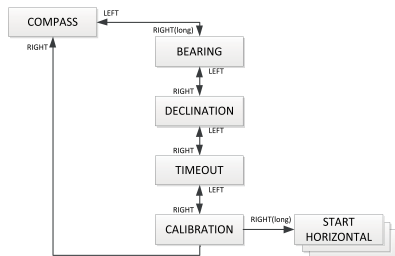 COMPASS
LEFT
RIGHT
RIGHT(long)
BEARING
LEFT
RIGHT
DECLINATION
LEFT
RIGHT
TIMEOUT
LEFT
RIGHT
CALIBRATION
RIGHT(long)
START
HORIZONTAL